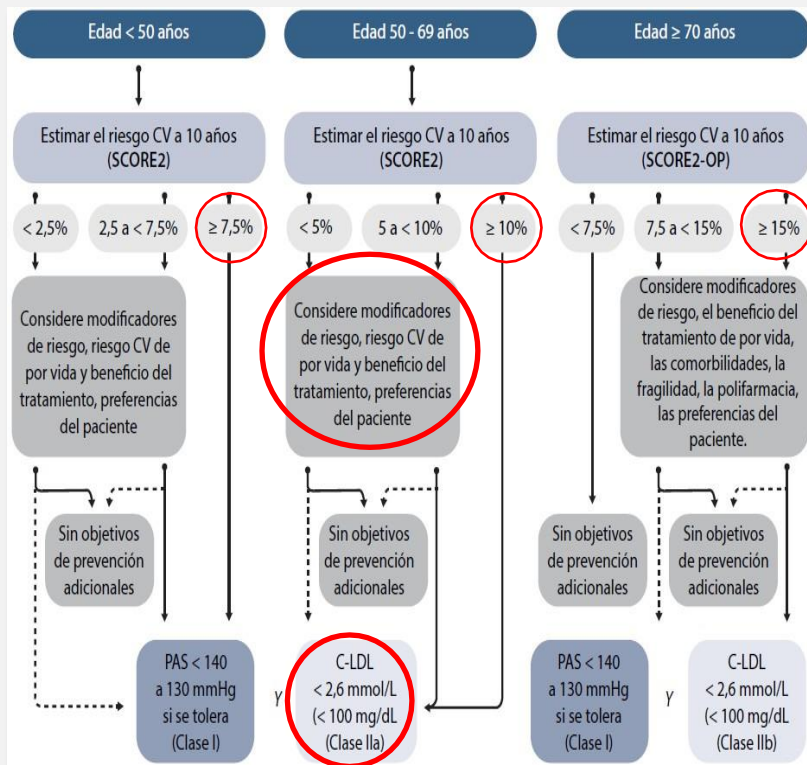 Edad < 50 años
Edad 50 - 69 años
Edad ≥ 70 años
Estimar el riesgo CV a 10 años
(SCORE2)
Estimar el riesgo CV a 10 años
(SCORE2)
Estimar el riesgo CV a 10 años
(SCORE2-OP)
< 2,5%
2,5 a < 7,5%
≥ 7,5%
< 5%
5 a < 10%
≥ 10%
< 7,5%
7,5 a < 15%
≥ 15%
Considere modificadores
de riesgo, riesgo CV de
por vida y beneficio del
tratamiento, preferencias
del paciente
Considere modificadores
de riesgo, riesgo CV de
por vida y beneficio del
tratamiento, preferencias
del paciente
Considere modificadores
de riesgo, el beneficio del
tratamiento de por vida,
las comorbilidades, la
fragilidad, la polifarmacia,
las preferencias del
paciente.
Sin objetivos
de prevención
adicionales
Sin objetivos
de prevención
adicionales
Sin objetivos
de prevención
adicionales
Sin objetivos
de prevención
adicionales
PAS < 140
a 130 mmHg
si se tolera
(Clase I)
Y
C-LDL
< 2,6 mmol/L
(< 100 mg/dL
(Clase IIa)
PAS < 140
a 130 mmHg
si se tolera
(Clase I)
Y
C-LDL
< 2,6 mmol/L
(< 100 mg/dL
(Clase IIb)